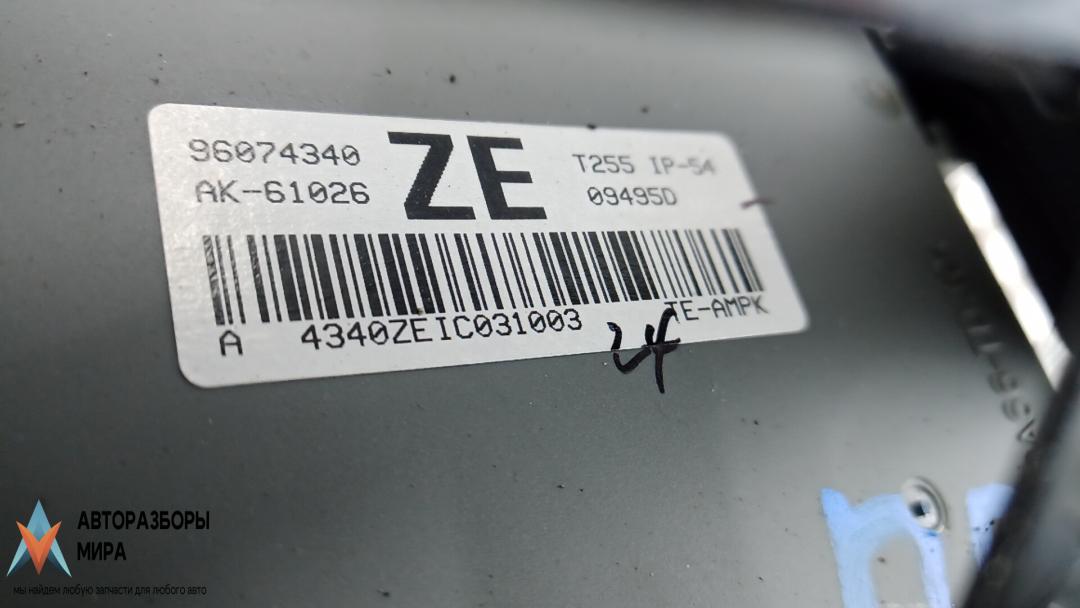 96074340
AK-61026
ZE
T255 IP-54
09495D
A 4340ZEIC031003 TE-AMPK
24
АВТОРАЗБОРЫ
МИРА
мы найдем любую запчасти для любого авто